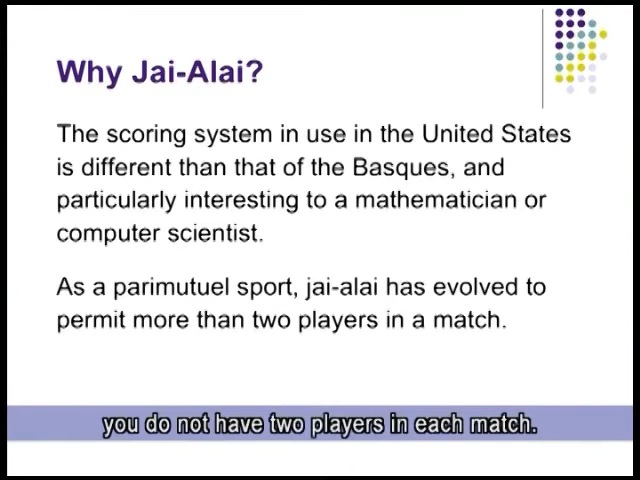 Why Jai-Alai?
The scoring system in use in the United States
is different than that of the Basques, and
particularly interesting to a mathematician or
computer scientist.
As a parimutuel sport, jai-alai has evolved to
permit more than two players in a match.
you do not have two players in each match.